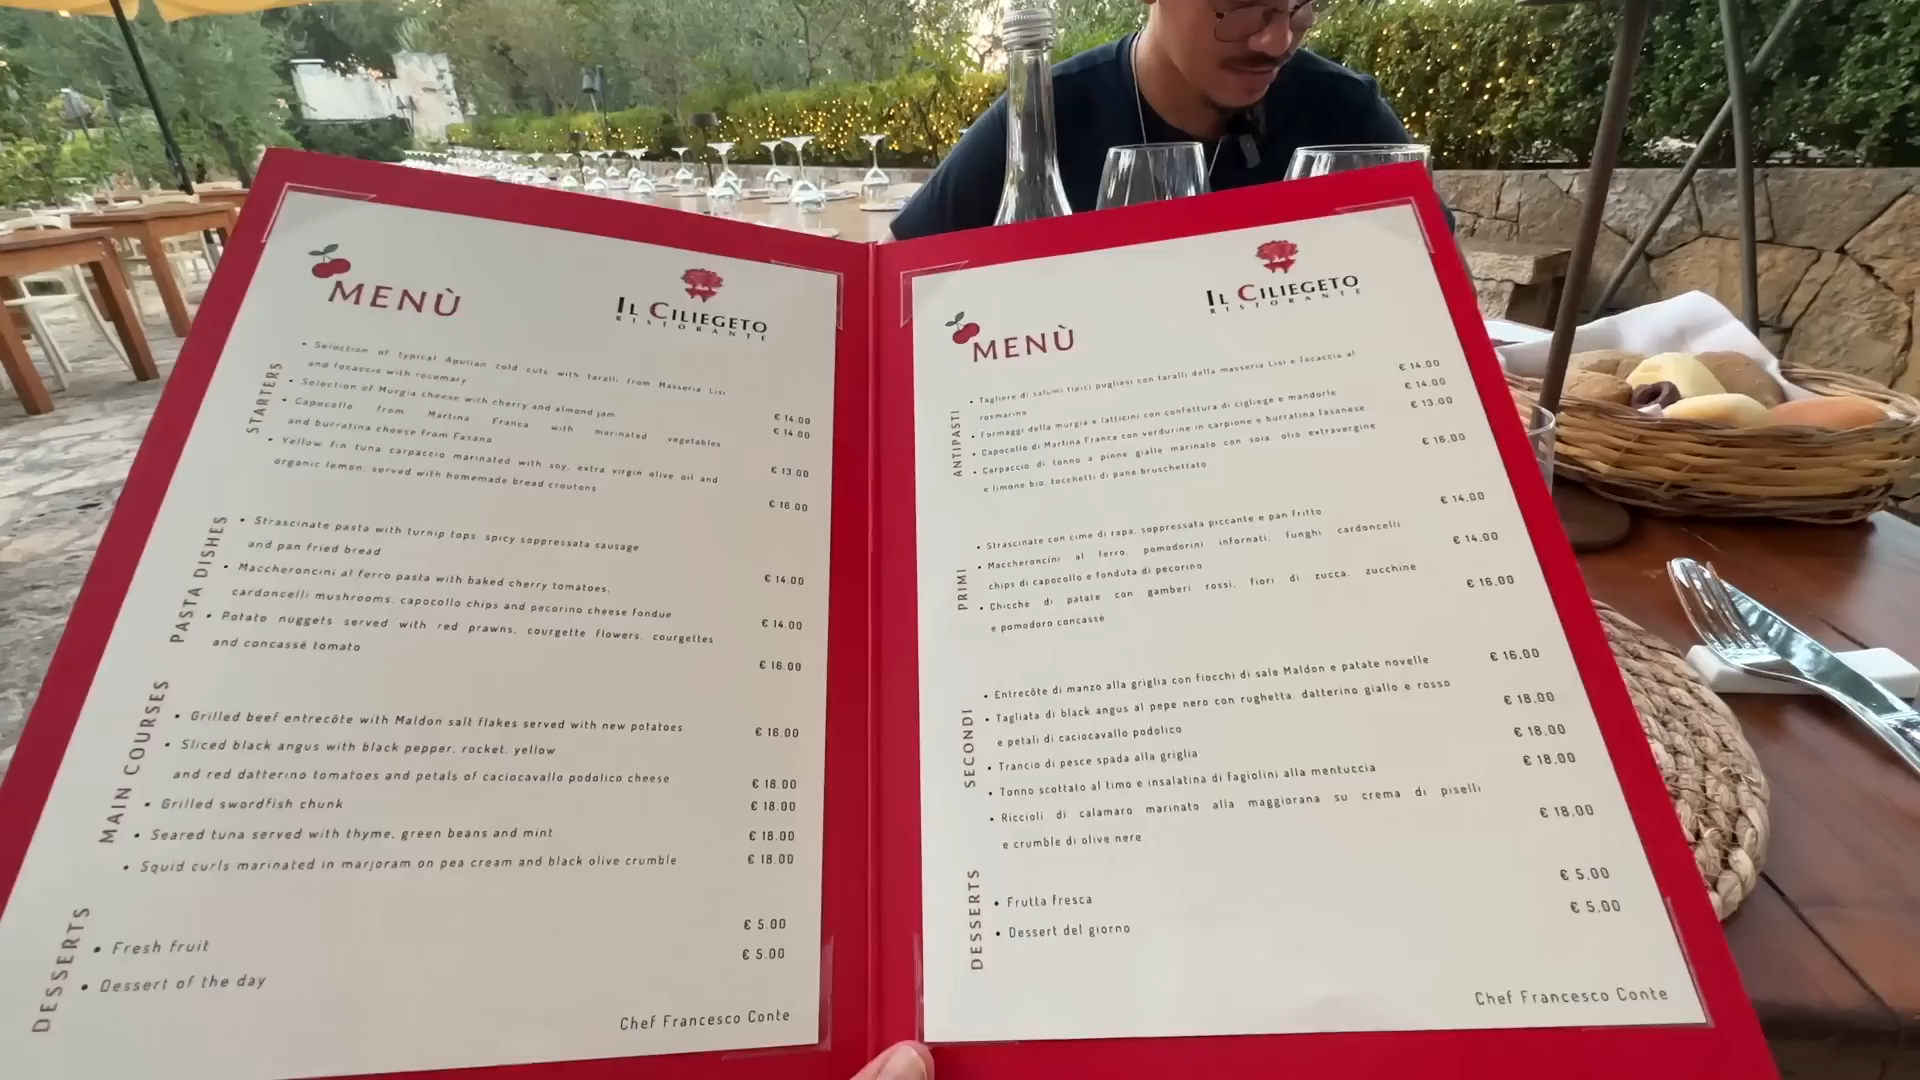 MENÙ
IL CILIEGETO
RISTORANTE
STARTERS
• Selection of typical Apulian cold cuts with taralli from Masseria Lisi
and focaccia with rosemary
€ 14.00
• Selection of Murgia cheese with cherry and almond jam
€ 14.00
• Capocollo from Martina Franca with marinated vegetables
and burratina cheese from Fasana
€ 13.00
• Yellow fin tuna carpaccio marinated with soy, extra virgin olive oil and
organic lemon, served with homemade bread croutons
€ 16.00
PASTA DISHES
• Strascinate pasta with turnip tops, spicy soppressata sausage
and pan fried bread
€ 14.00
• Maccheroncini al ferro pasta with baked cherry tomatoes,
cardoncelli mushrooms, capocollo chips and pecorino cheese fondue
€ 14.00
• Potato nuggets served with red prawns, courgette flowers, courgettes
and concassé tomato
€ 16.00
MAIN COURSES
• Grilled beef entrecôte with Maldon salt flakes served with new potatoes
€ 16.00
• Sliced black angus with black pepper, rocket, yellow
and red datterino tomatoes and petals of caciocavallo podolico cheese
€ 18.00
• Grilled swordfish chunk
€ 18.00
• Seared tuna served with thyme, green beans and mint
€ 18.00
• Squid curls marinated in marjoram on pea cream and black olive crumble
€ 18.00
DESSERTS
• Fresh fruit
€ 5.00
• Dessert of the day
€ 5.00
Chef Francesco Conte
MENÙ
IL CILIEGETO
RISTORANTE
ANTIPASTI
• Tagliere di salumi tipici pugliesi con taralli della masseria Lisi e focaccia al
rosmarino
€ 14.00
• Formaggi della murgia e latticini con confettura di cigliege e mandorle
€ 14.00
• Capocollo di Martina Franca con verdurine in carpione e burratina fasanese
€ 13.00
• Carpaccio di tonno a pinne gialle marinato con soia, olio extravergine
e limone bio, tocchetti di pane bruschettato
€ 16.00
PRIMI
• Strascinate con cime di rapa, soppressata piccante e pan fritto
€ 14.00
• Maccheroncini al ferro, pomodorini infornati, funghi cardoncelli
chips di capocollo e fonduta di pecorino
€ 14.00
• Chicche di patate con gamberi rossi, fiori di zucca, zucchine
e pomodoro concassé
€ 16.00
SECONDI
• Entrecôte di manzo alla griglia con fiocchi di sale Maldon e patate novelle
€ 16.00
• Tagliata di black angus al pepe nero con rughetta, datterino giallo e rosso
e petali di caciocavallo podolico
€ 18.00
• Trancio di pesce spada alla griglia
€ 18.00
• Tonno scottato al timo e insalatina di fagiolini alla mentuccia
€ 18.00
• Riccioli di calamaro marinato alla maggiorana su crema di piselli
e crumble di olive nere
€ 18.00
DESSERTS
• Frutta fresca
€ 5.00
• Dessert del giorno
€ 5.00
Chef Francesco Conte